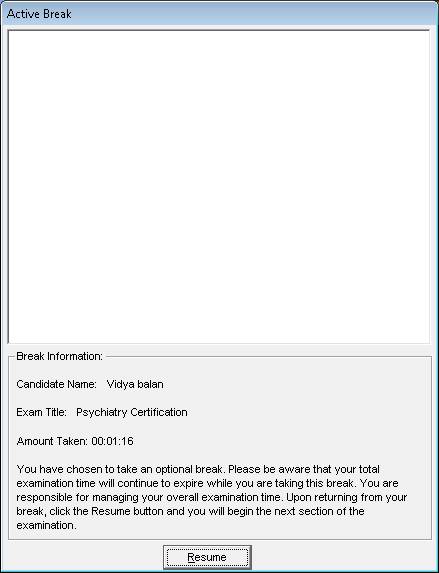 Active Break
Break Information:
Candidate Name: Vidya balan
Exam Title: Psychiatry Certification
Amount Taken: 00:01:16
You have chosen to take an optional break. Please be aware that your total
examination time will continue to expire while you are taking this break. You are
responsible for managing your overall examination time. Upon returning from your
break, click the Resume button and you will begin the next section of the
examination.
Resume